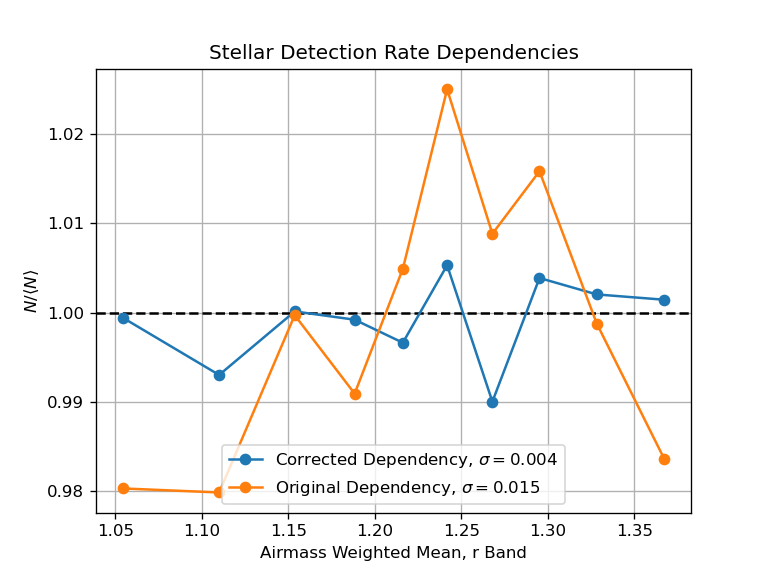 Stellar Detection Rate Dependencies
N/⟨N⟩
1.02
1.01
1.00
0.99
0.98
Corrected Dependency, σ = 0.004
Original Dependency, σ = 0.015
1.05 1.10 1.15 1.20 1.25 1.30 1.35
Airmass Weighted Mean, r Band